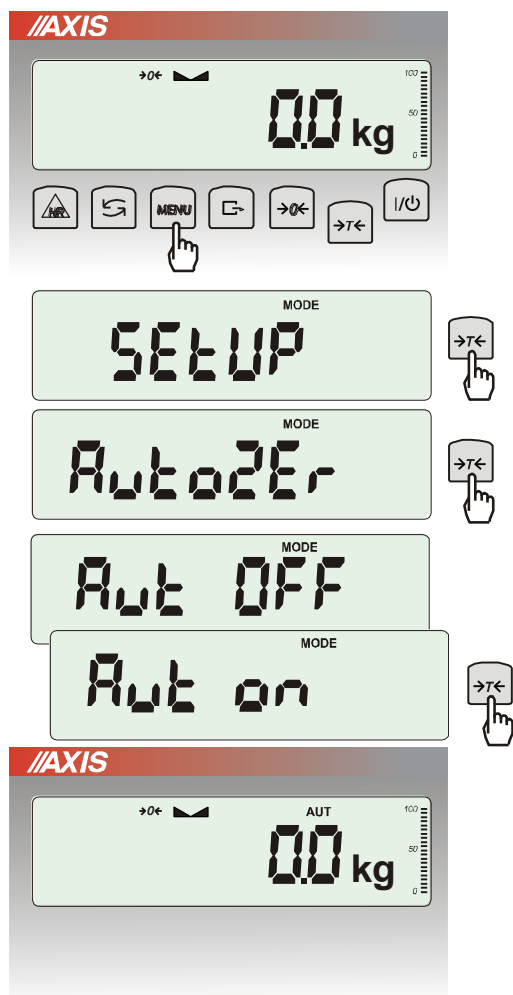 //AXIS
→0← 100
50
0.0 kg
0
HR MENU →0← →T← I/⏻
MODE
SEtUP →T←
MODE
AutoZEr →T←
MODE
Aut OFF
MODE
Aut on →T←
//AXIS
→0← AUT 100
50
0.0 kg
0